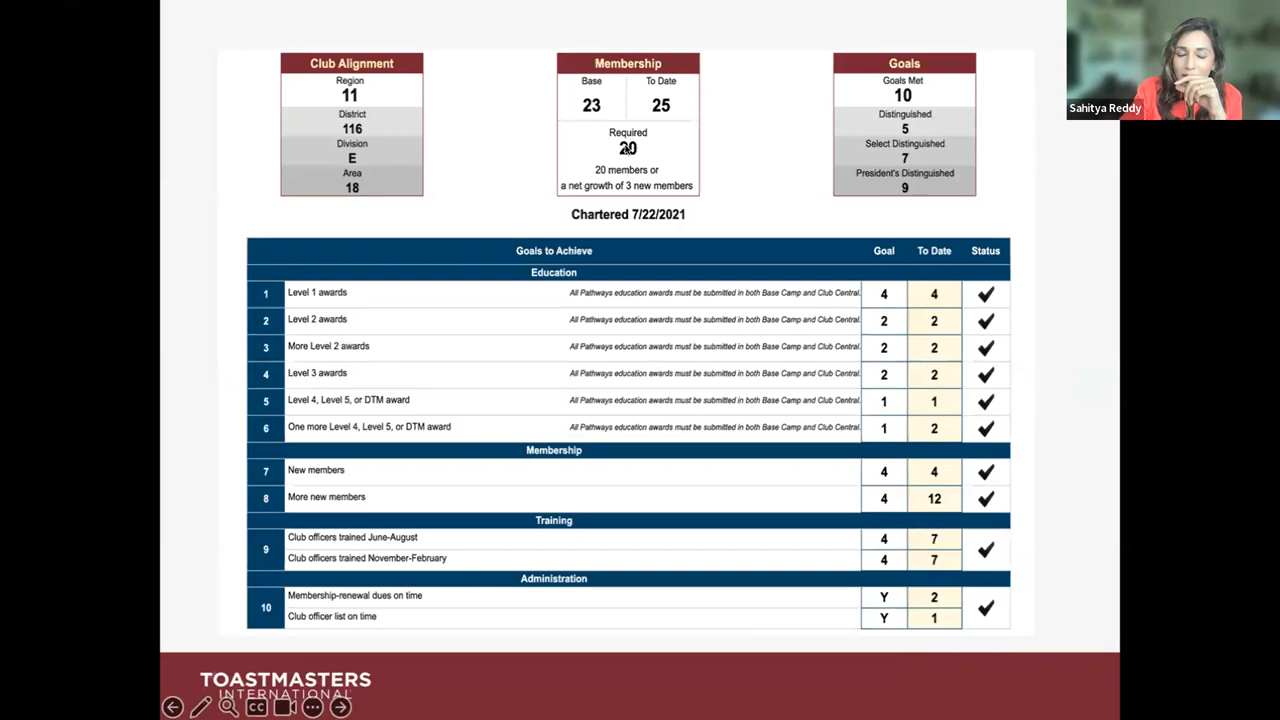 Club Alignment
Region
11
District
116
Division
E
Area
18
Membership
Base To Date
23 25
Required
20
20 members or
a net growth of 3 new members
Goals
Goals Met
10
Distinguished
5
Select Distinguished
7
President's Distinguished
9
Sahitya Reddy
Chartered 7/22/2021
Goals to Achieve Goal To Date Status
Education
1 Level 1 awards All Pathways education awards must be submitted in both Base Camp and Club Central. 4 4
2 Level 2 awards All Pathways education awards must be submitted in both Base Camp and Club Central. 2 2
3 More Level 2 awards All Pathways education awards must be submitted in both Base Camp and Club Central. 2 2
4 Level 3 awards All Pathways education awards must be submitted in both Base Camp and Club Central. 2 2
5 Level 4, Level 5, or DTM award All Pathways education awards must be submitted in both Base Camp and Club Central. 1 1
6 One more Level 4, Level 5, or DTM award All Pathways education awards must be submitted in both Base Camp and Club Central. 1 2
Membership
7 New members 4 4
8 More new members 4 12
Training
9
Club officers trained June-August 4 7
Club officers trained November-February 4 7
Administration
10
Membership-renewal dues on time Y 2
Club officer list on time Y 1
TOASTMASTERS
INTERNATIONAL
CC